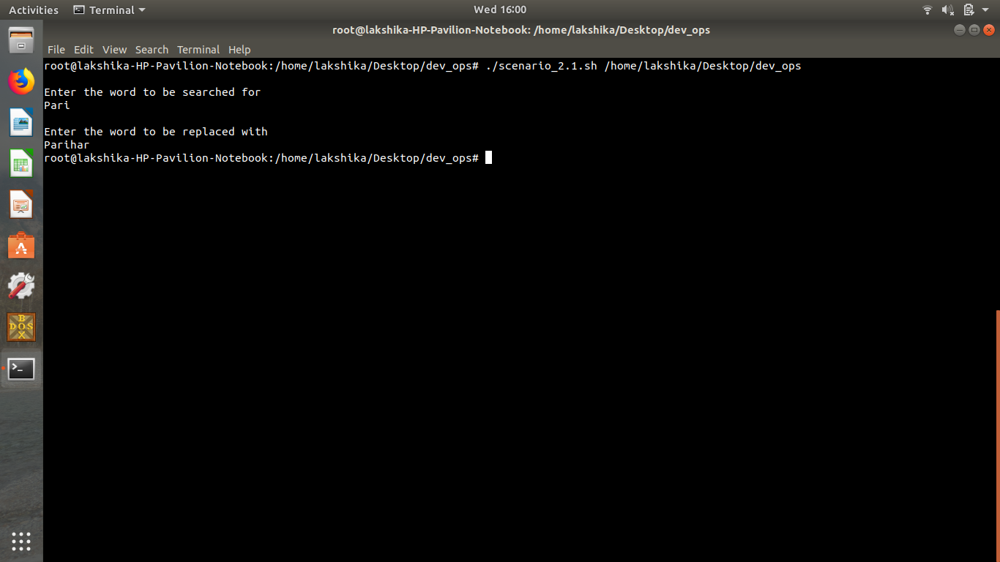 Activities Terminal Wed 16:00
root@lakshika-HP-Pavilion-Notebook: /home/lakshika/Desktop/dev_ops
File Edit View Search Terminal Help
root@lakshika-HP-Pavilion-Notebook:/home/lakshika/Desktop/dev_ops# ./scenario_2.1.sh /home/lakshika/Desktop/dev_ops
Enter the word to be searched for
Pari
Enter the word to be replaced with
Parihar
root@lakshika-HP-Pavilion-Notebook:/home/lakshika/Desktop/dev_ops#
A
B
DOS
X
>_